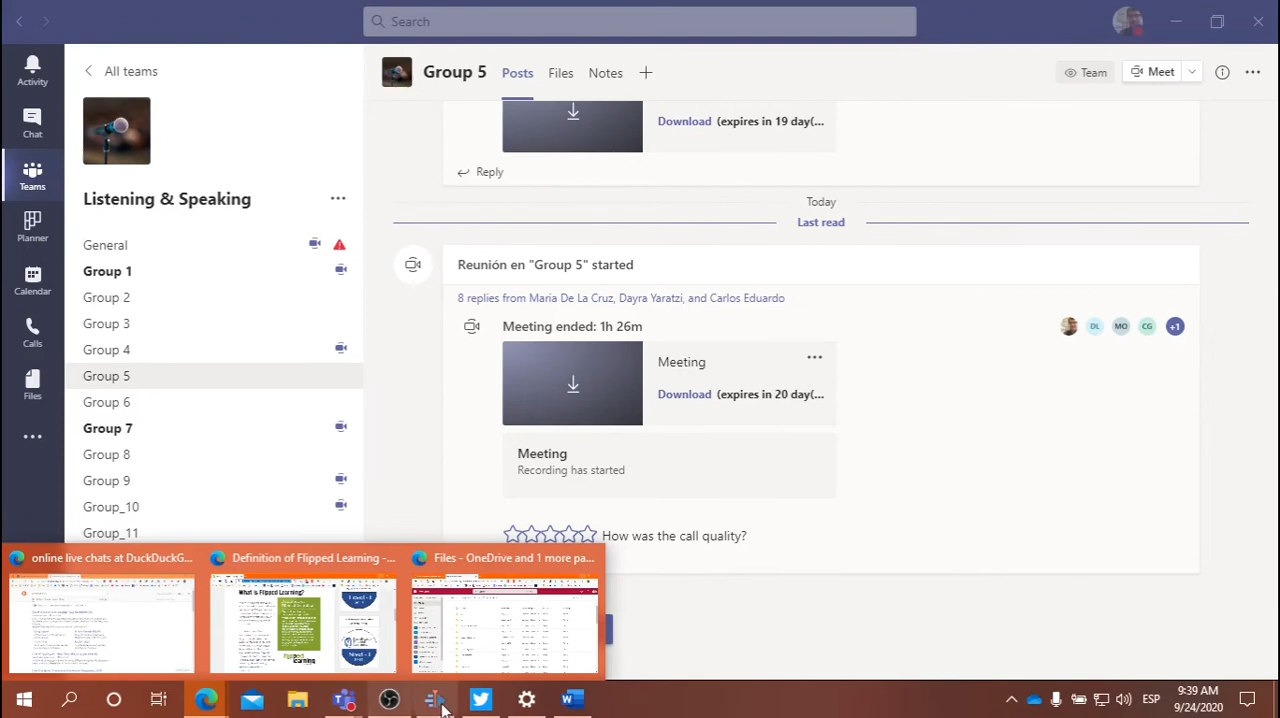 Search
Activity
Chat
Teams
Planner
Calendar
Calls
Files
All teams
Listening & Speaking
General
Group 1
Group 2
Group 3
Group 4
Group 5
Group 6
Group 7
Group 8
Group 9
Group_10
Group_11
Group 5 Posts Files Notes
Team Meet
Download (expires in 19 day(...
Reply
Today
Last read
Reunión en "Group 5" started
8 replies from Maria De La Cruz, Dayra Yaratzi, and Carlos Eduardo
Meeting ended: 1h 26m
DL MO CG +1
Meeting
Download (expires in 20 day(...
Meeting
Recording has started
How was the call quality?
online live chats at DuckDuckG...
Definition of Flipped Learning -...
Files - OneDrive and 1 more pa...
What is Flipped Learning?
ESP
9:39 AM
9/24/2020